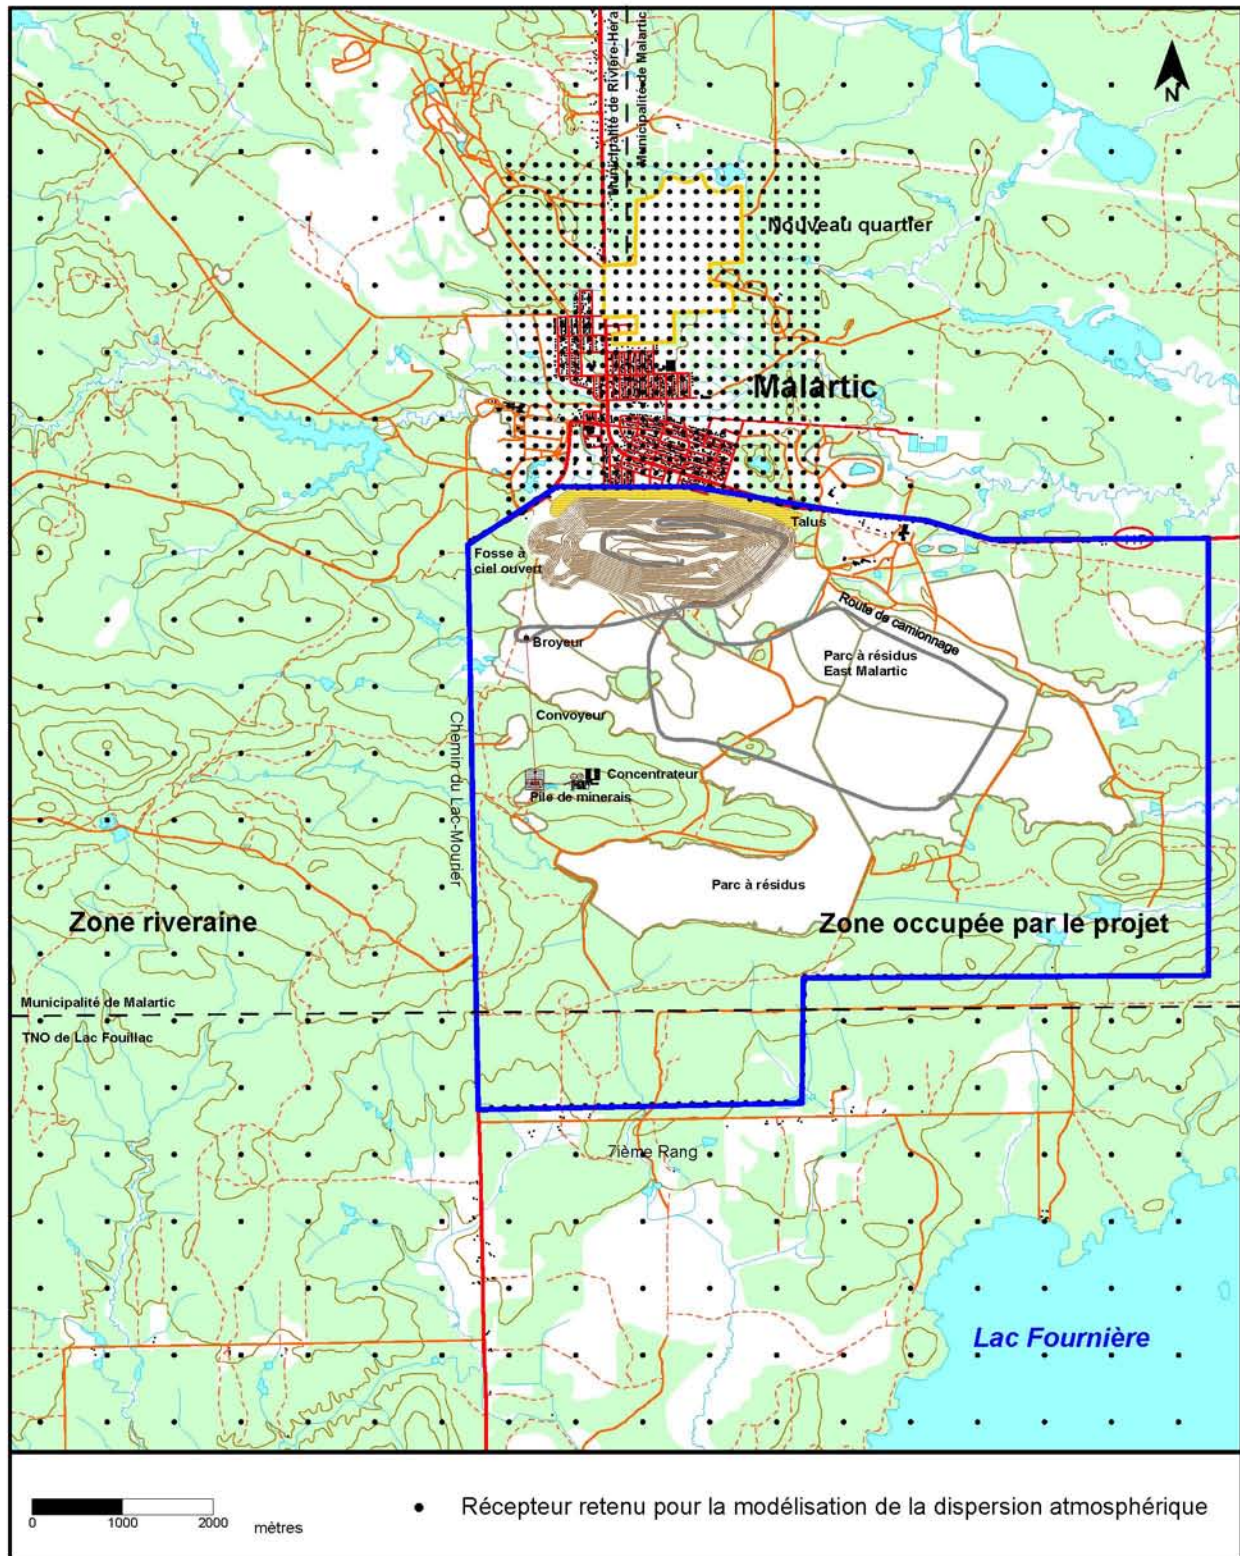 Municipalité de Rivière-Héra
Municipalité de Malartic
N
Nouveau quartier
Malartic
Talus
Fosse à
ciel ouvert
Route de camionnage
Broyeur
Parc à résidus
East Malartic
Chemin du Lac-Mourier
Convoyeur
Concentrateur
Pile de minerais
Parc à résidus
Zone riveraine
Zone occupée par le projet
Municipalité de Malartic
TNO de Lac Fouillac
7ième Rang
Lac Fournière
0 1000 2000 mètres
Récepteur retenu pour la modélisation de la dispersion atmosphérique